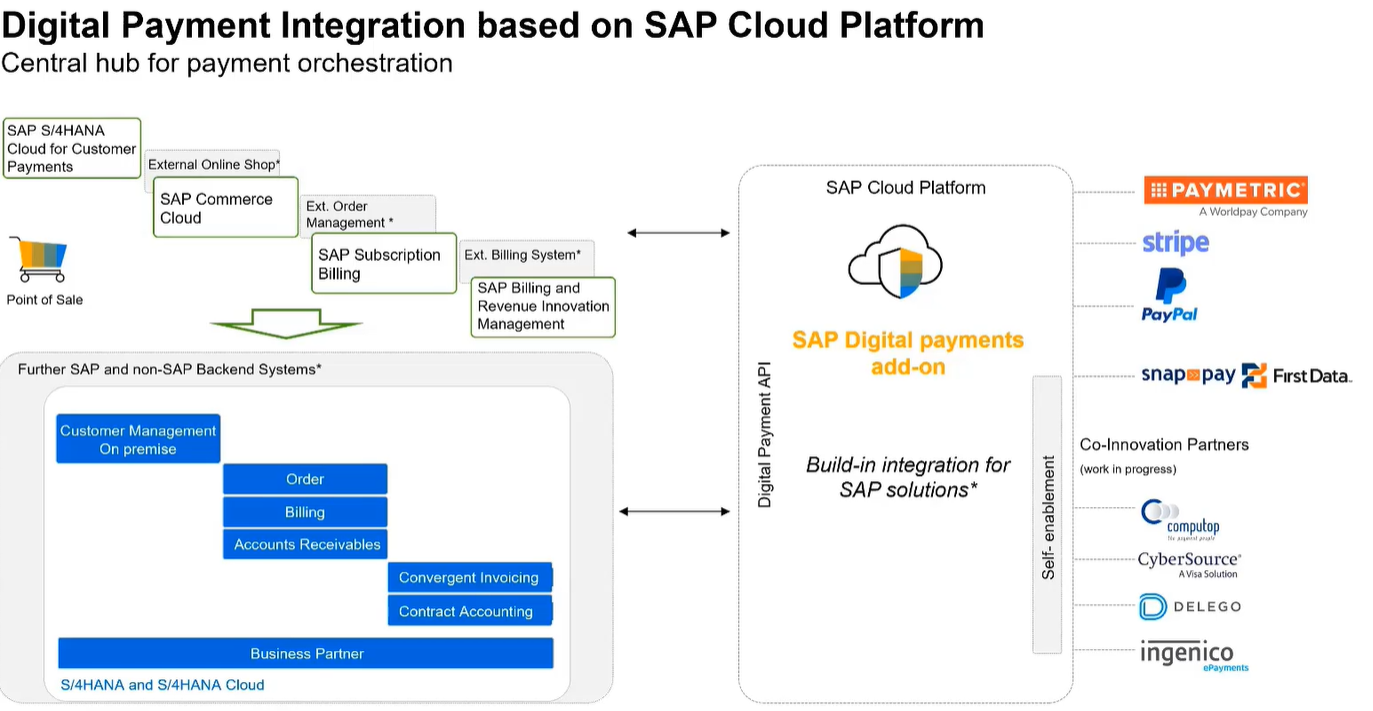 Digital Payment Integration based on SAP Cloud Platform
Central hub for payment orchestration
SAP S/4HANA
Cloud for Customer
Payments
External Online Shop*
SAP Commerce
Cloud
Ext. Order
Management *
SAP Subscription
Billing
Ext. Billing System*
SAP Billing and
Revenue Innovation
Management
Point of Sale
Further SAP and non-SAP Backend Systems*
Customer Management
On premise
Order
Billing
Accounts Receivables
Convergent Invoicing
Contract Accounting
Business Partner
S/4HANA and S/4HANA Cloud
SAP Cloud Platform
SAP Digital payments
add-on
Digital Payment API
Build-in integration for
SAP solutions*
Self- enablement
PAYMETRIC
A Worldpay Company
stripe
PayPal
snap pay First Data
Co-Innovation Partners
(work in progress)
computop
the payment people
CyberSource
A Visa Solution
DELEGO
ingenico
ePayments